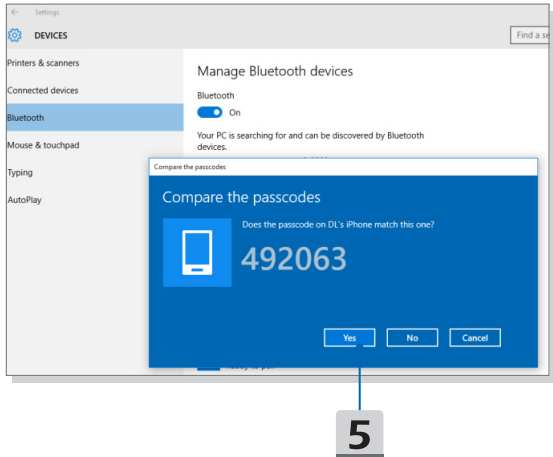 Settings
DEVICES
Find a se
Printers & scanners
Connected devices
Bluetooth
Mouse & touchpad
Typing
AutoPlay
Manage Bluetooth devices
Bluetooth
On
Your PC is searching for and can be discovered by Bluetooth
devices.
Compare the passcodes
Compare the passcodes
Does the passcode on DL's iPhone match this one?
492063
Yes
No
Cancel
5